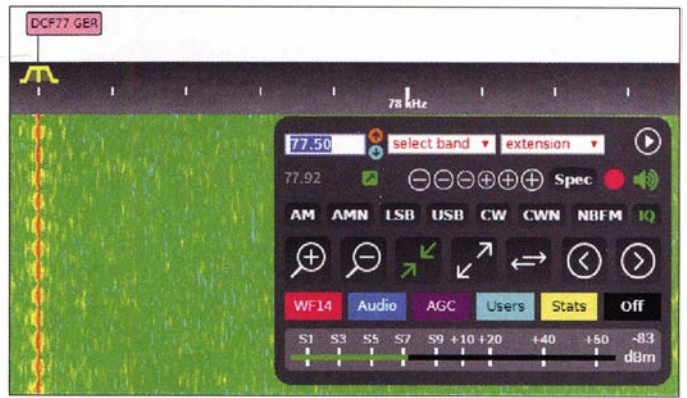 DCF77 GER
78 kHz
77.50 select band extension
77.92 Spec
AM AMN LSB USB CW CWN NBFM IQ
WF14 Audio AGC Users Stats Off
S1 S3 S5 S7 S9 +10 +20 +40 +60 -83
dBm